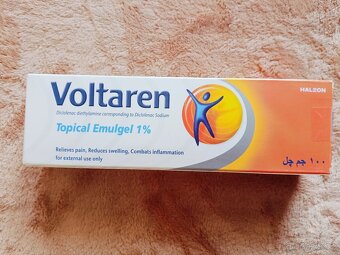 HALEON
Voltaren
Diclenac diethylamine corresponding to Diclofenac Sodium
Topical Emulgel 1%
Relieves pain, Reduces swelling, Combats inflammation
for external use only
١٠٠ جم جل